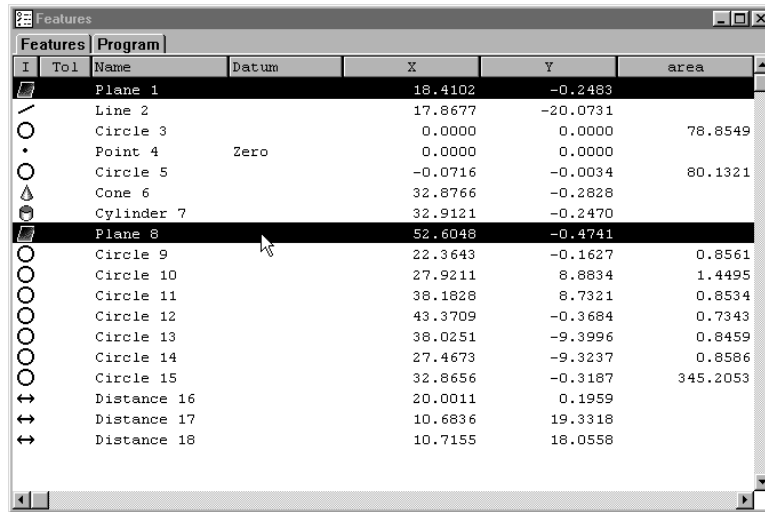 Features
Features Program
I Tol Name Datum X Y area
Plane 1 18.4102 -0.2483
Line 2 17.8677 -20.0731
Circle 3 0.0000 0.0000 78.8549
Point 4 Zero 0.0000 0.0000
Circle 5 -0.0716 -0.0034 80.1321
Cone 6 32.8766 -0.2828
Cylinder 7 32.9121 -0.2470
Plane 8 52.6048 -0.4741
Circle 9 22.3643 -0.1627 0.8561
Circle 10 27.9211 8.8834 1.4495
Circle 11 38.1828 8.7321 0.8534
Circle 12 43.3709 -0.3684 0.7343
Circle 13 38.0251 -9.3996 0.8459
Circle 14 27.4673 -9.3237 0.8586
Circle 15 32.8656 -0.3187 345.2053
Distance 16 20.0011 0.1959
Distance 17 10.6836 19.3318
Distance 18 10.7155 18.0558